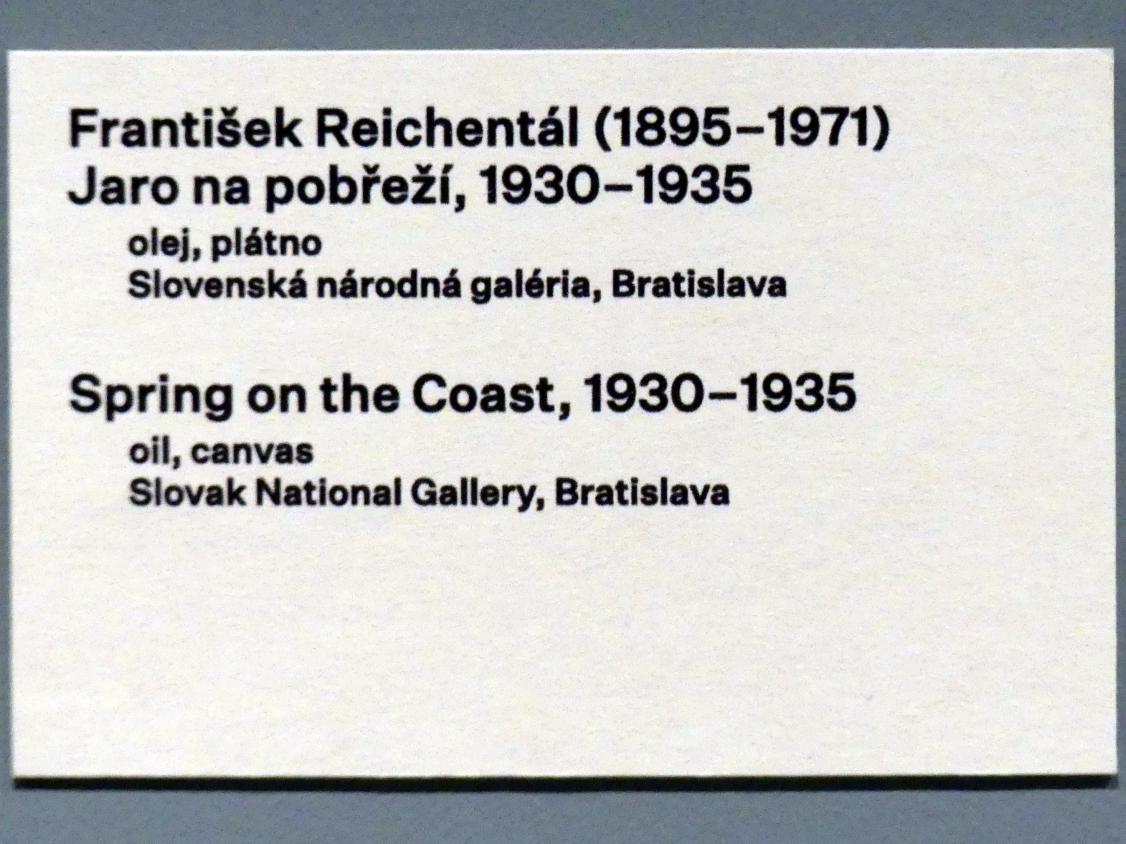 František Reichentál (1895–1971)
Jaro na pobřeží, 1930–1935
olej, plátno
Slovenská národná galéria, Bratislava
Spring on the Coast, 1930–1935
oil, canvas
Slovak National Gallery, Bratislava